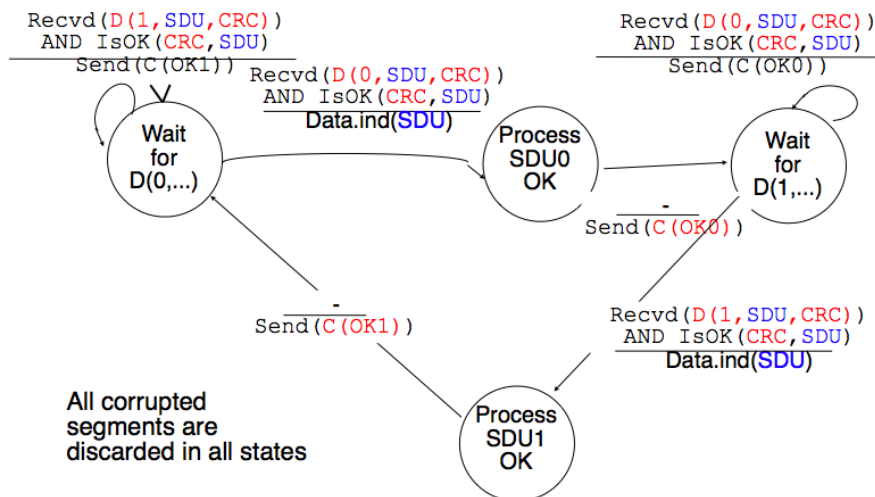 Recvd(D(1,SDU,CRC))
AND IsOK(CRC,SDU)
Send(C(OK1))
Recvd(D(0,SDU,CRC))
AND IsOK(CRC,SDU)
Data.ind(SDU)
Recvd(D(0,SDU,CRC))
AND IsOK(CRC,SDU)
Send(C(OK0))
Wait
for
D(0,...)
Process
SDU0
OK
Wait
for
D(1,...)
-
Send(C(OK0))
-
Send(C(OK1))
Recvd(D(1,SDU,CRC))
AND IsOK(CRC,SDU)
Data.ind(SDU)
Process
SDU1
OK
All corrupted
segments are
discarded in all states